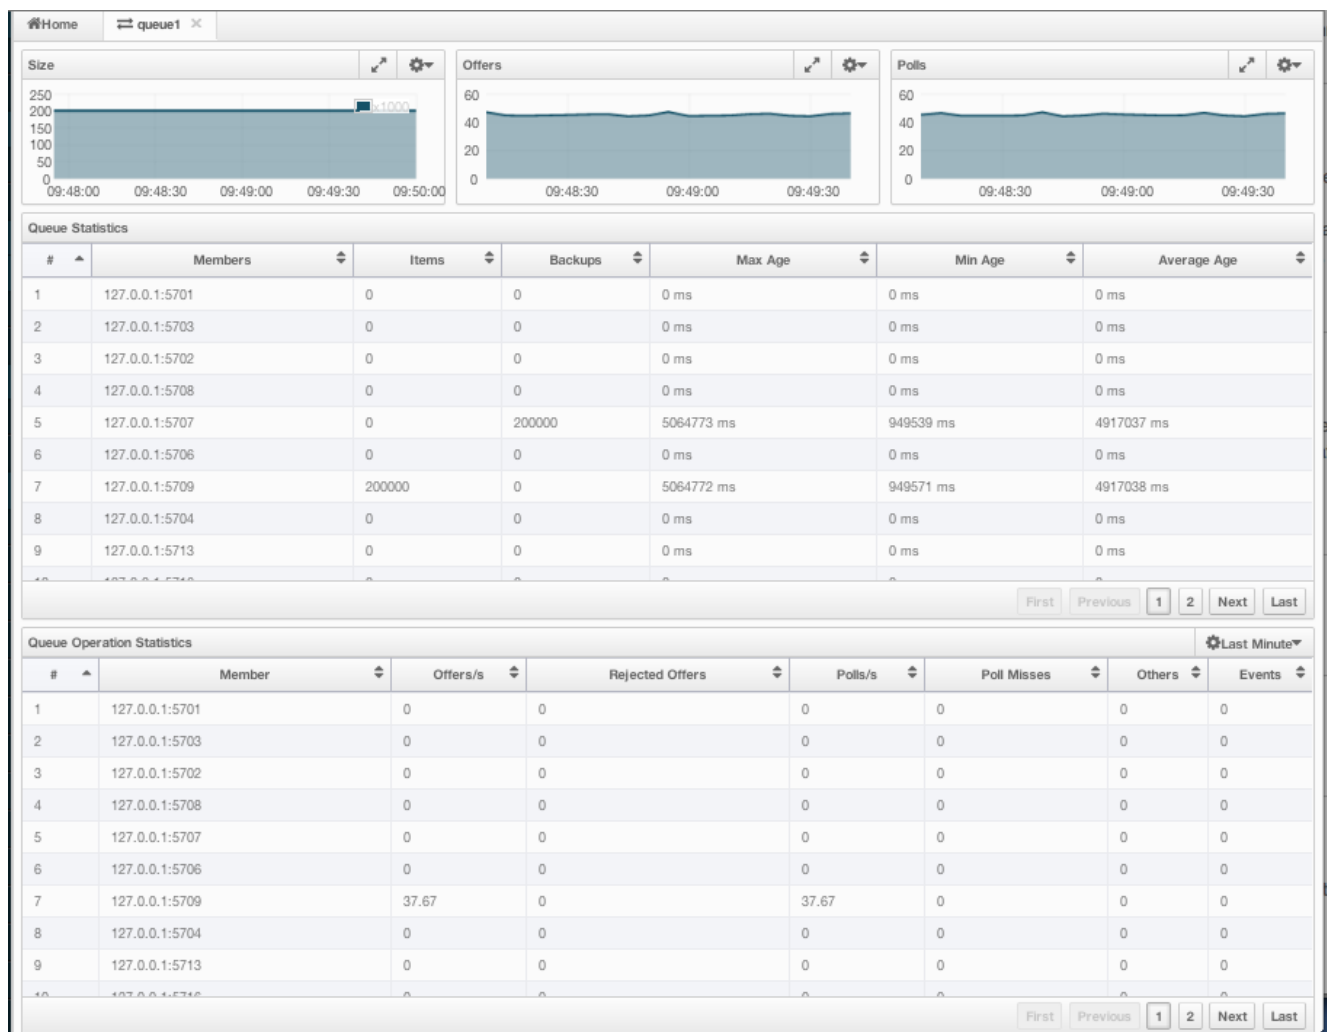 Home queue1
Size Offers Polls
250
200
150
100
50
0
x1000
09:48:00 09:48:30 09:49:00 09:49:30 09:50:00
60
40
20
0
09:48:30 09:49:00 09:49:30
60
40
20
0
09:48:30 09:49:00 09:49:30
Queue Statistics
# Members Items Backups Max Age Min Age Average Age
1 127.0.0.1:5701 0 0 0 ms 0 ms 0 ms
2 127.0.0.1:5703 0 0 0 ms 0 ms 0 ms
3 127.0.0.1:5702 0 0 0 ms 0 ms 0 ms
4 127.0.0.1:5708 0 0 0 ms 0 ms 0 ms
5 127.0.0.1:5707 0 200000 5064773 ms 949539 ms 4917037 ms
6 127.0.0.1:5706 0 0 0 ms 0 ms 0 ms
7 127.0.0.1:5709 200000 0 5064772 ms 949571 ms 4917038 ms
8 127.0.0.1:5704 0 0 0 ms 0 ms 0 ms
9 127.0.0.1:5713 0 0 0 ms 0 ms 0 ms
First Previous 1 2 Next Last
Queue Operation Statistics Last Minute
# Member Offers/s Rejected Offers Polls/s Poll Misses Others Events
1 127.0.0.1:5701 0 0 0 0 0 0
2 127.0.0.1:5703 0 0 0 0 0 0
3 127.0.0.1:5702 0 0 0 0 0 0
4 127.0.0.1:5708 0 0 0 0 0 0
5 127.0.0.1:5707 0 0 0 0 0 0
6 127.0.0.1:5706 0 0 0 0 0 0
7 127.0.0.1:5709 37.67 0 37.67 0 0 0
8 127.0.0.1:5704 0 0 0 0 0 0
9 127.0.0.1:5713 0 0 0 0 0 0
First Previous 1 2 Next Last